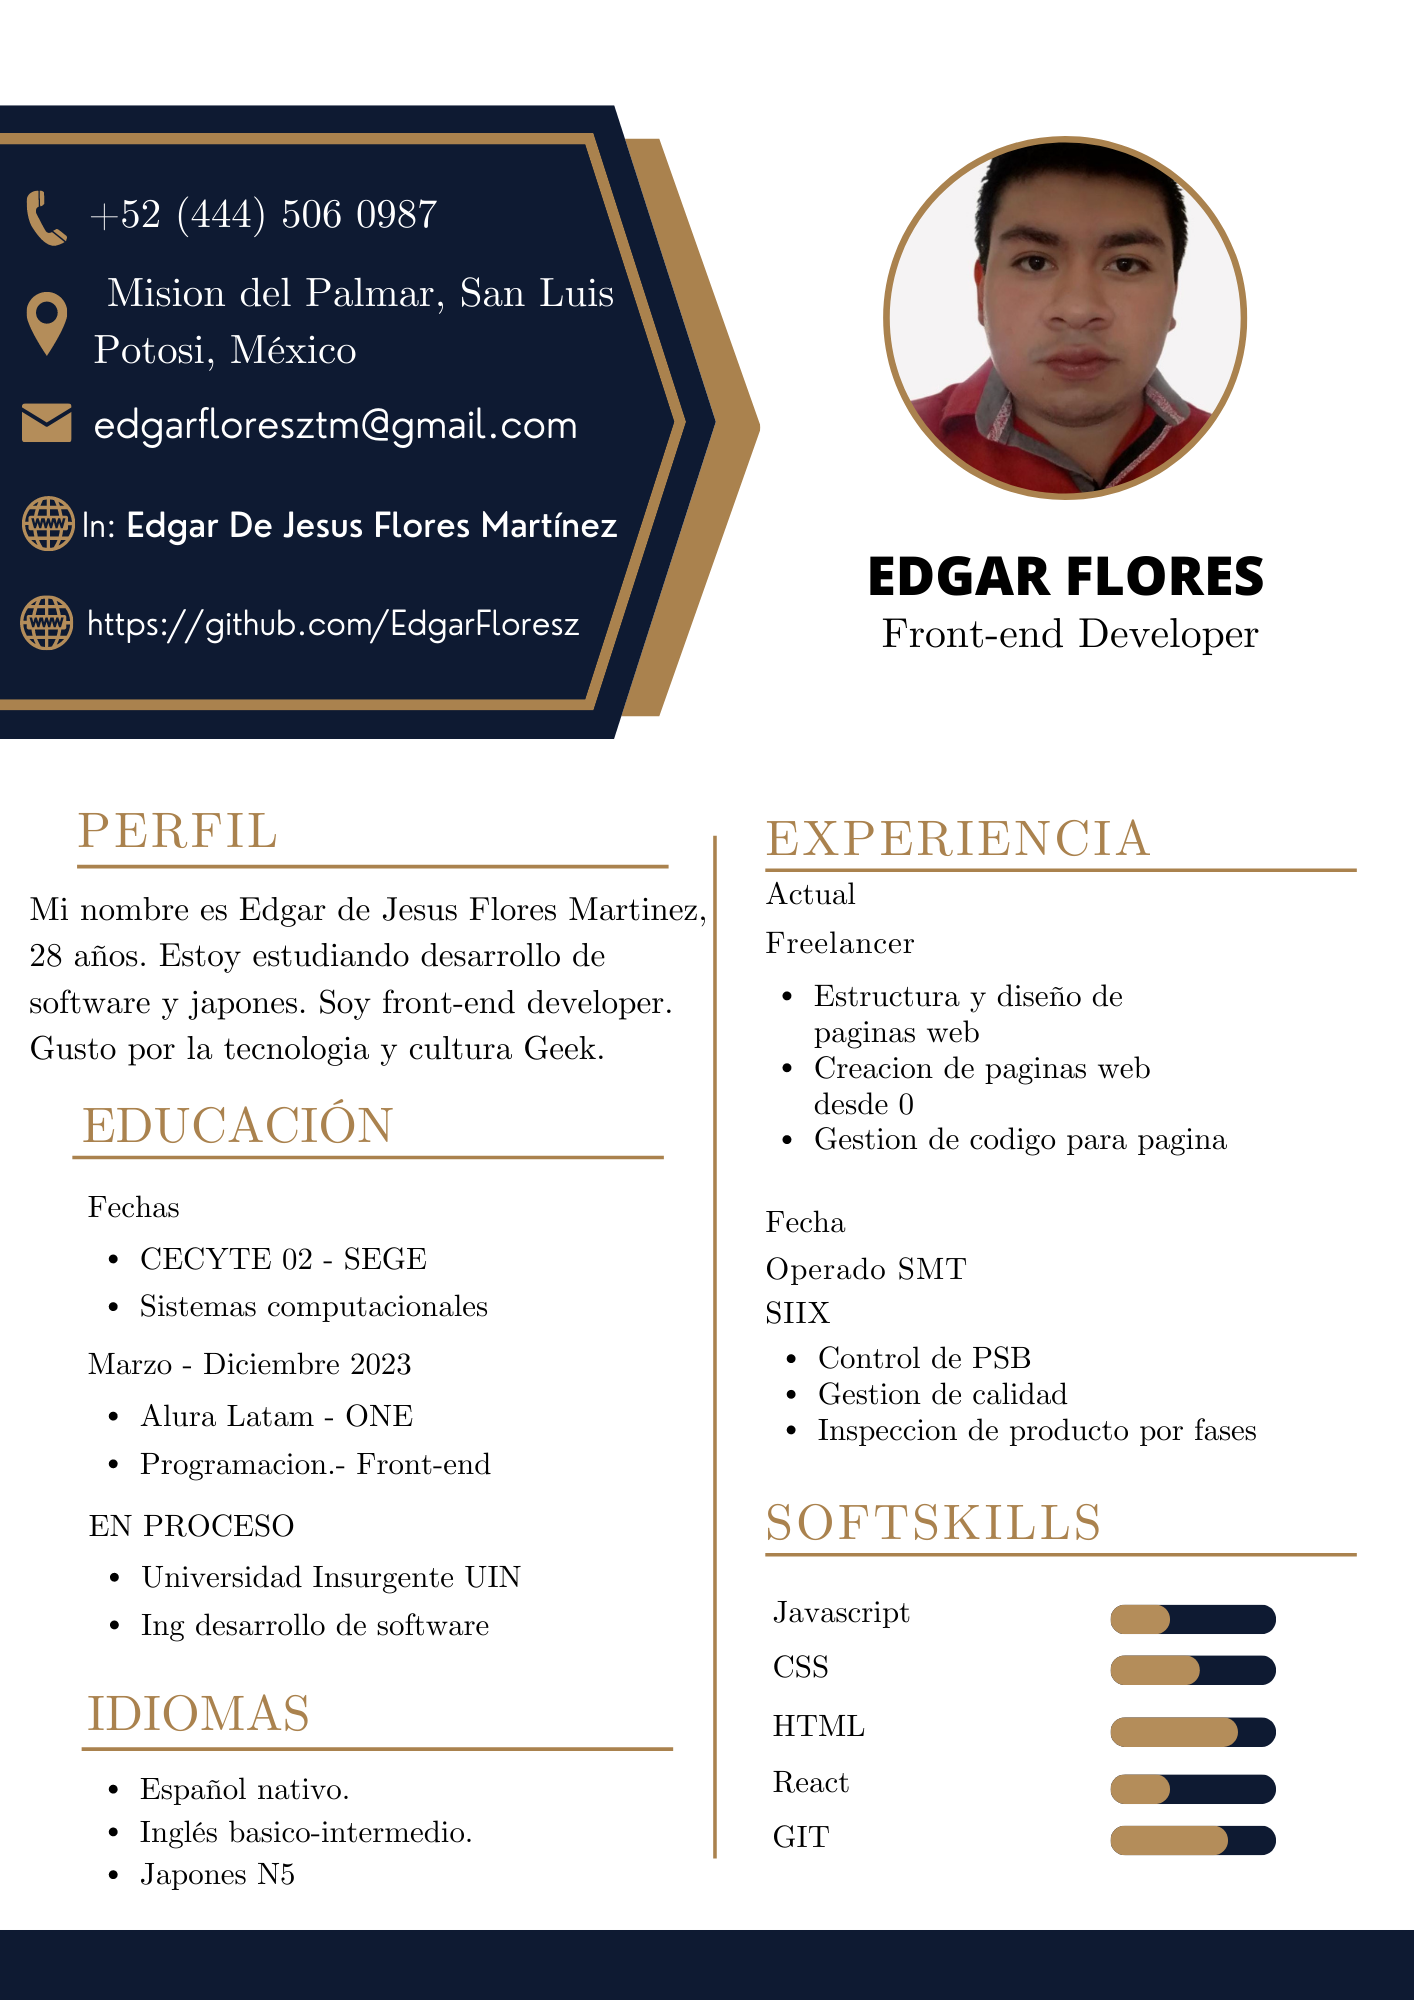 +52 (444) 506 0987
Mision del Palmar, San Luis
Potosi, México
edgarfloresztm@gmail.com
In: Edgar De Jesus Flores Martínez
https://github.com/EdgarFloresz
EDGAR FLORES
Front-end Developer
PERFIL
Mi nombre es Edgar de Jesus Flores Martinez,
28 años. Estoy estudiando desarrollo de
software y japones. Soy front-end developer.
Gusto por la tecnologia y cultura Geek.
EDUCACIÓN
Fechas
• CECYTE 02 - SEGE
• Sistemas computacionales
Marzo - Diciembre 2023
• Alura Latam - ONE
• Programacion.- Front-end
EN PROCESO
• Universidad Insurgente UIN
• Ing desarrollo de software
IDIOMAS
• Español nativo.
• Inglés basico-intermedio.
• Japones N5
EXPERIENCIA
Actual
Freelancer
• Estructura y diseño de
paginas web
• Creacion de paginas web
desde 0
• Gestion de codigo para pagina
Fecha
Operado SMT
SIIX
• Control de PSB
• Gestion de calidad
• Inspeccion de producto por fases
SOFTSKILLS
Javascript
CSS
HTML
React
GIT